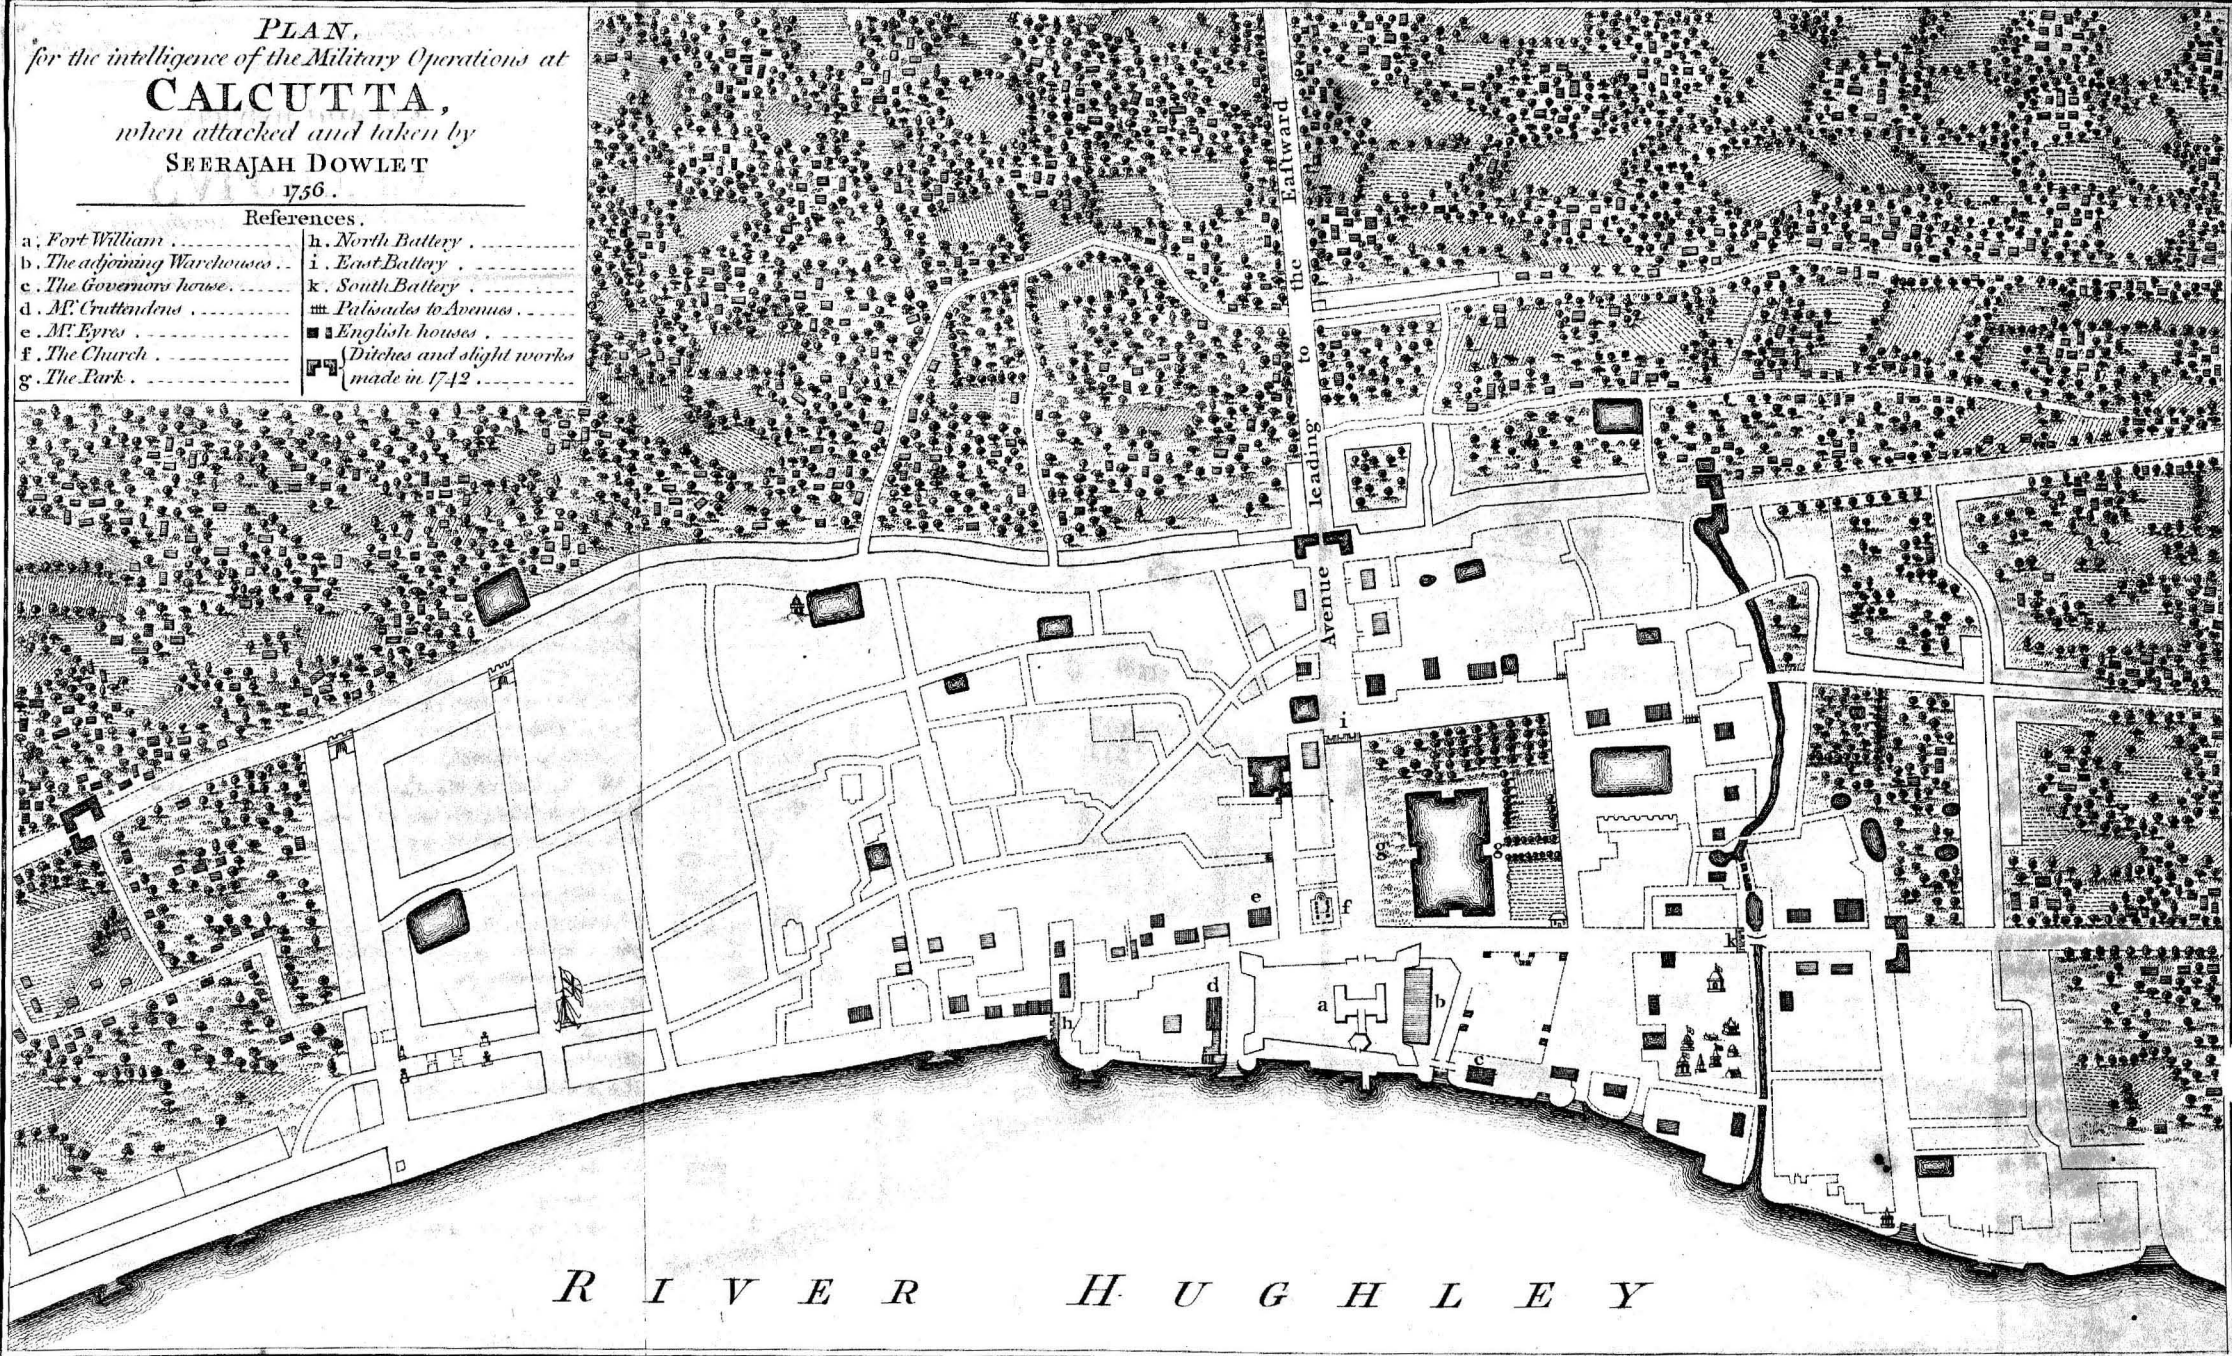 PLAN,
for the intelligence of the Military Operations at
CALCUTTA,
when attacked and taken by
SEERAJAH DOWLET
1756.
References.
a. Fort William
b. The adjoining Warehouses
c. The Governors house
d. Mr. Cruttendens
e. Mr. Eyres
f. The Church
g. The Park
h. North Battery
i. East Battery
k. South Battery
Palisades to Avenues
English houses
Ditches and slight works
made in 1742
Avenue leading to the Eaſtward
i
g
g
e
f
k
d
a
b
h
c
RIVER HUGHLEY